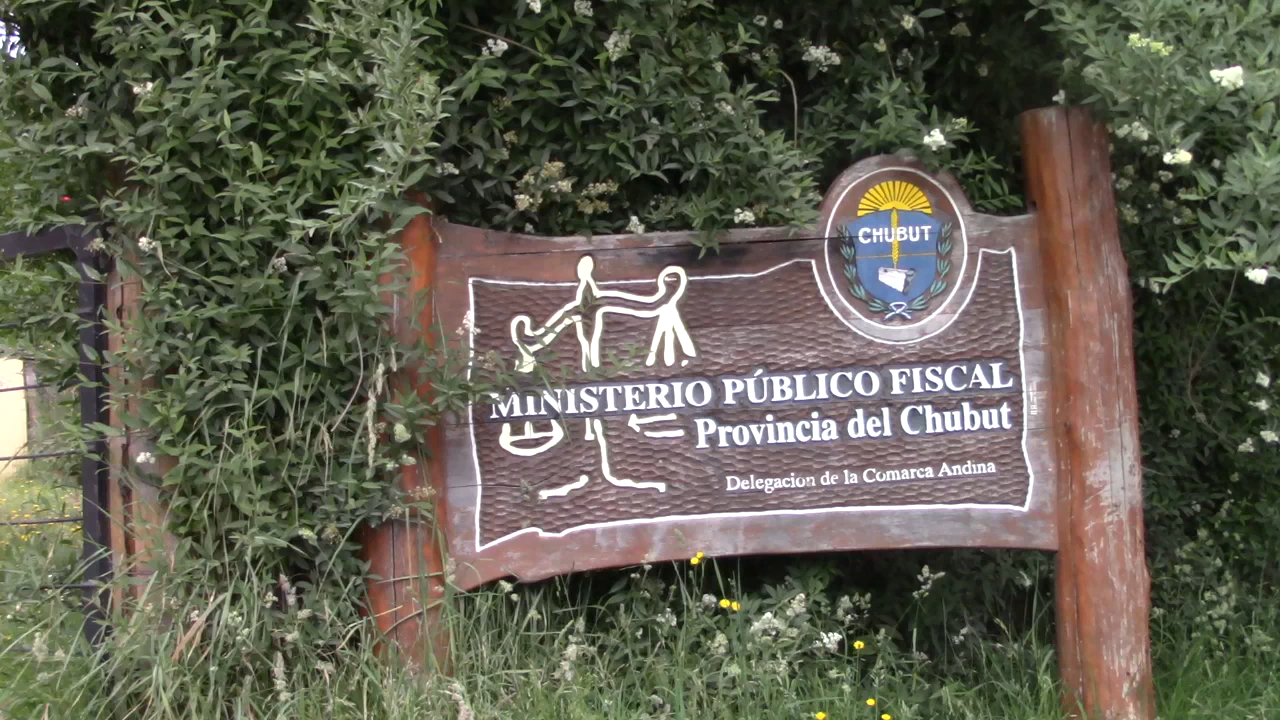 CHUBUT
MINISTERIO PÚBLICO FISCAL
Provincia del Chubut
Delegacion de la Comarca Andina